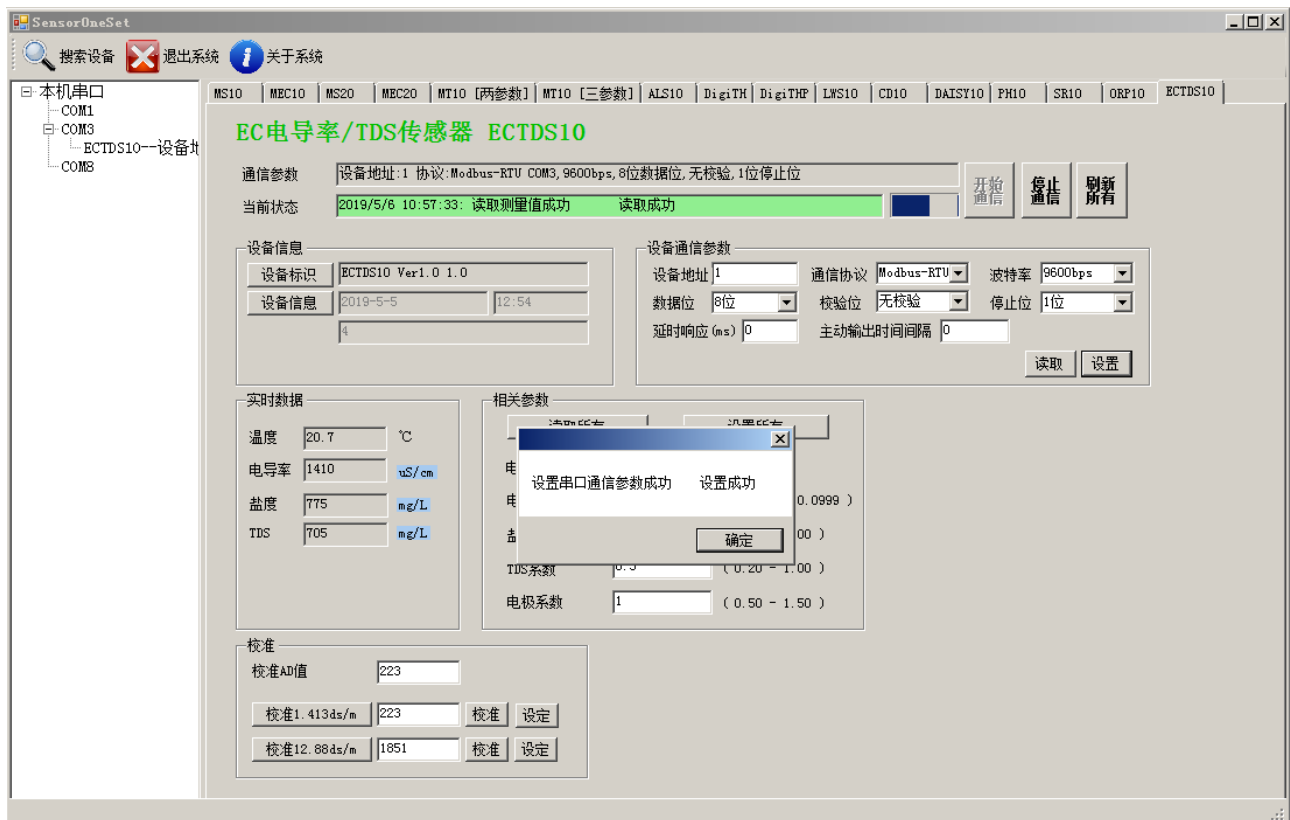 SensorOneSet
搜索设备 退出系统 关于系统
本机串口
COM1
COM3
ECTDS10--设备地
COM8
MS10 MEC10 MS20 MEC20 MT10 [两参数] MT10 [三参数] ALS10 DigiTH DigiTHP LWS10 CD10 DAISY10 PH10 SR10 ORP10 ECTDS10
EC电导率/TDS传感器 ECTDS10
通信参数 设备地址:1 协议:Modbus-RTU COM3,9600bps,8位数据位,无校验,1位停止位
当前状态 2019/5/6 10:57:33: 读取测量值成功 读取成功
开始通信 停止通信 刷新所有
设备信息
设备标识 ECTDS10 Ver1.0 1.0
设备信息 2019-5-5 12:54
4
设备通信参数
设备地址 1 通信协议 Modbus-RTU 波特率 9600bps
数据位 8位 校验位 无校验 停止位 1位
延时响应(ms) 0 主动输出时间间隔 0
读取 设置
实时数据
温度 20.7 ℃
电导率 1410 uS/cm
盐度 775 mg/L
TDS 705 mg/L
相关参数
读取所有 设置所有
设置串口通信参数成功 设置成功
确定
电
电 0.0999 )
盐 00 )
TDS系数 0.5 ( 0.20 - 1.00 )
电极系数 1 ( 0.50 - 1.50 )
校准
校准AD值 223
校准1.413ds/m 223 校准 设定
校准12.88ds/m 1851 校准 设定